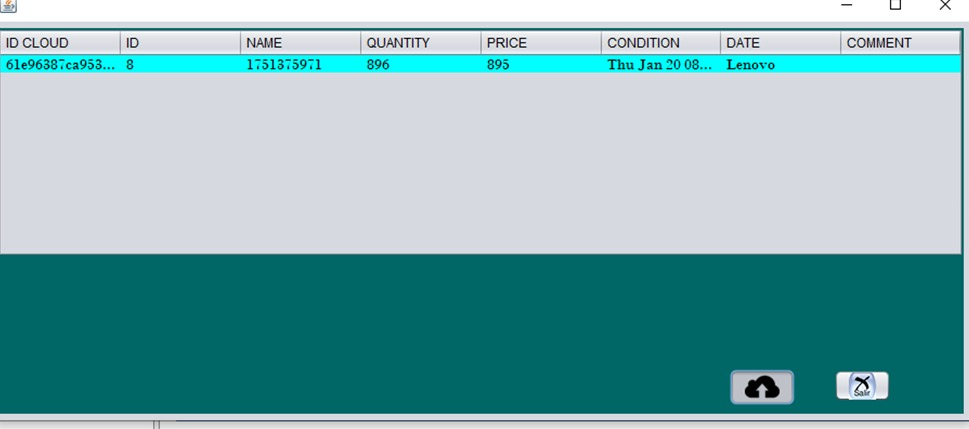 ID CLOUD ID NAME QUANTITY PRICE CONDITION DATE COMMENT
61e96387ca953... 8 1751375971 896 895 Thu Jan 20 08... Lenovo
Salir